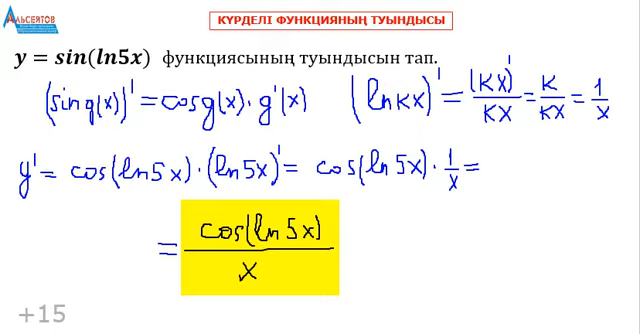 Альсейтов
КҮРДЕЛІ ФУНКЦИЯНЫҢ ТУЫНДЫСЫ
y = sin(ln5x) функциясының туындысын тап.
(sin g(x))' = cos g(x) · g'(x) (ln kx)' = (kx)'/kx = k/kx = 1/x
y' = cos(ln5x) · (ln5x)' = cos(ln5x) · 1/x =
= cos(ln5x)/x
+15